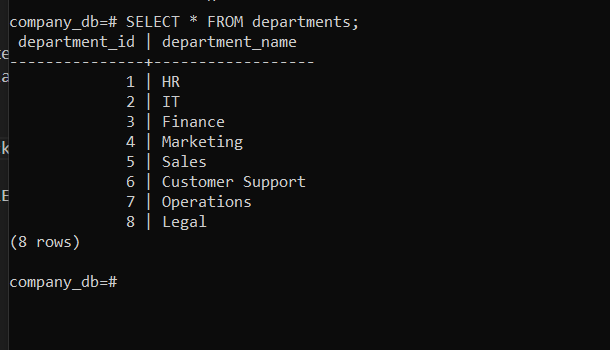 company_db=# SELECT * FROM departments;
 department_id | department_name
---------------+------------------
             1 | HR
             2 | IT
             3 | Finance
             4 | Marketing
             5 | Sales
             6 | Customer Support
             7 | Operations
             8 | Legal
(8 rows)
company_db=#